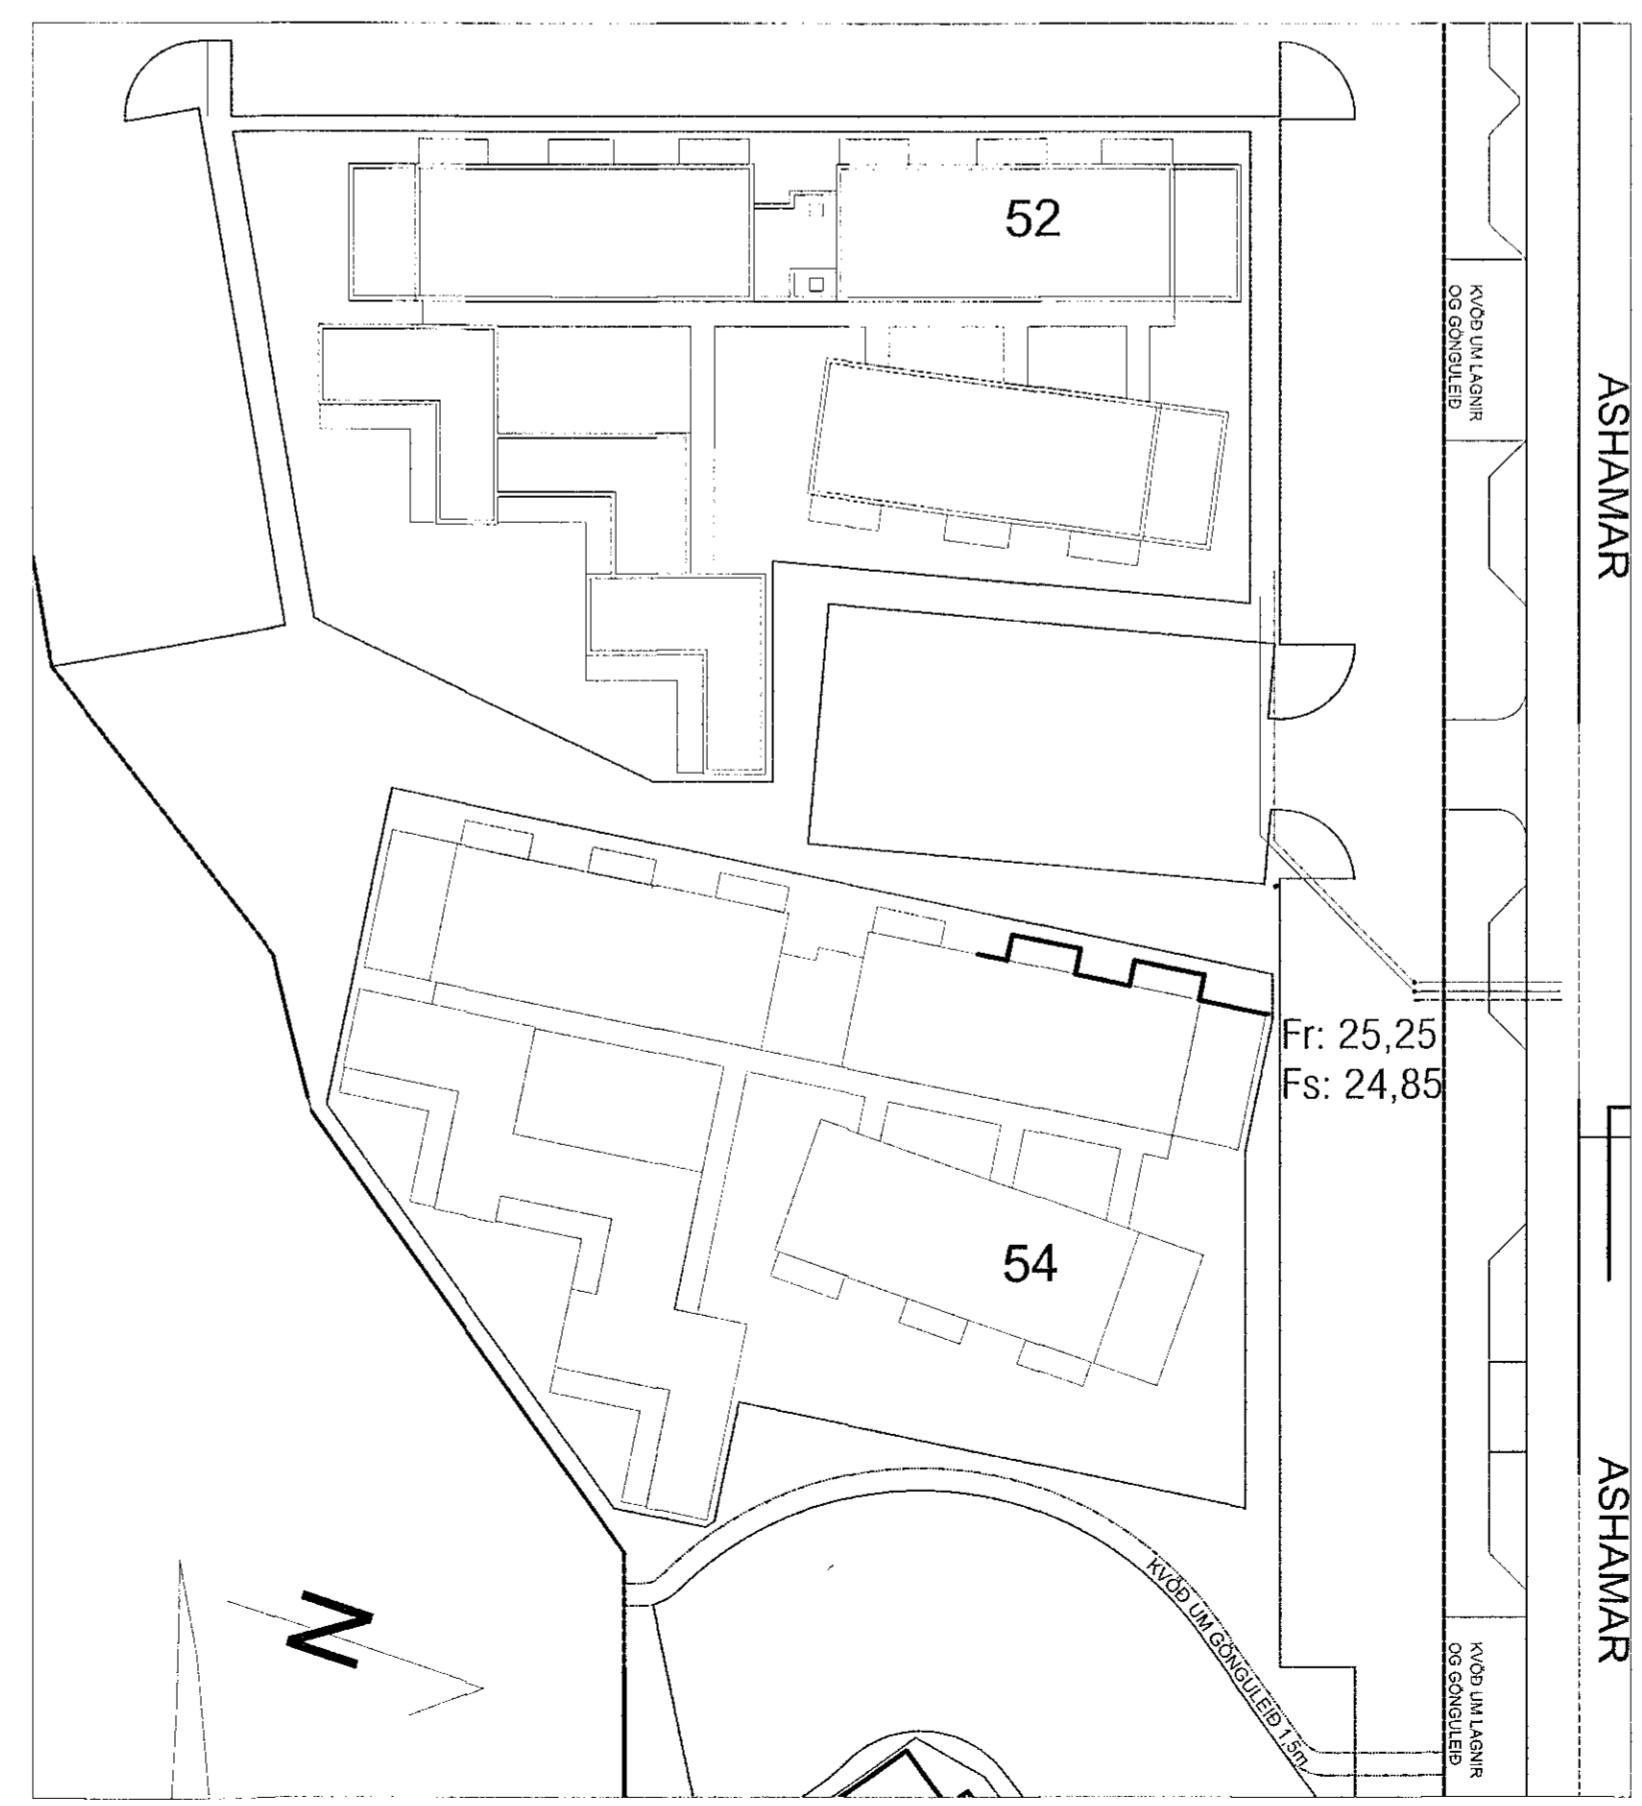 52
KVÖÐ UM LAGNIR
OG GÖNGULEIÐ
ASHAMAR
Fr: 25,25
Fs: 24,85
54
ASHAMAR
KVÖÐ UM GÖNGULEIÐ 1,5m
KVÖÐ UM LAGNIR
OG GÖNGULEIÐ
N